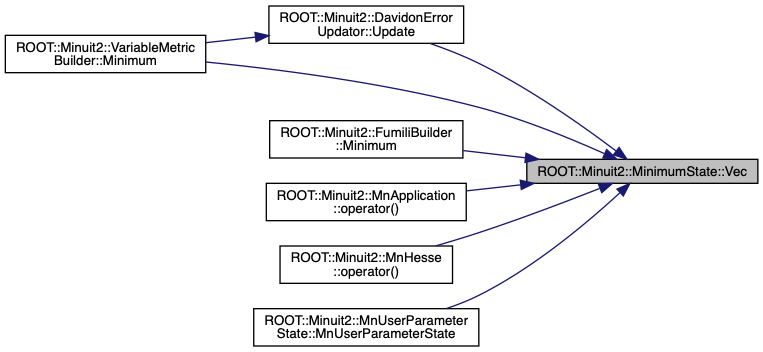 ROOT::Minuit2::DavidonError
Updator::Update
ROOT::Minuit2::VariableMetric
Builder::Minimum
ROOT::Minuit2::FumiliBuilder
::Minimum
ROOT::Minuit2::MinimumState::Vec
ROOT::Minuit2::MnApplication
::operator()
ROOT::Minuit2::MnHesse
::operator()
ROOT::Minuit2::MnUserParameter
State::MnUserParameterState